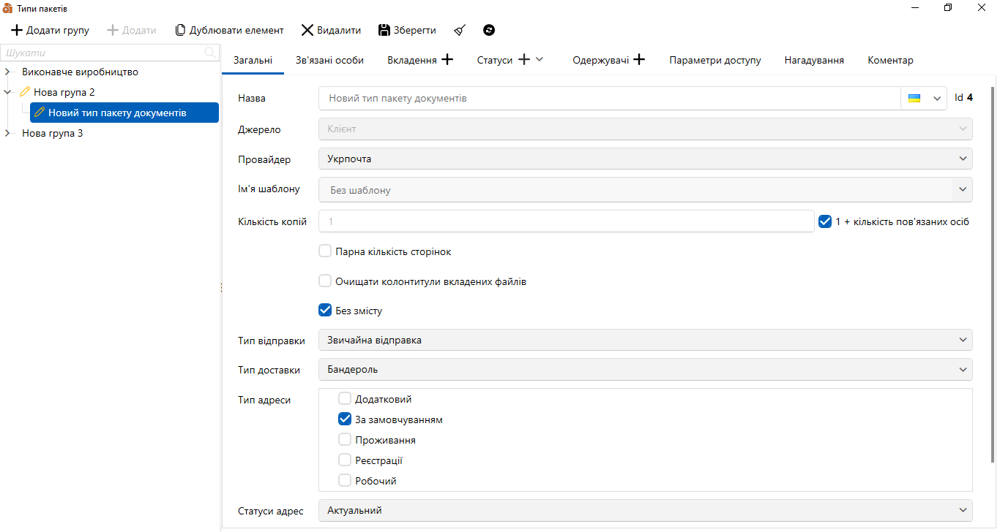 Типи пакетів
Додати групу Додати Дублювати елемент Видалити Зберегти
Шукати
Виконавче виробництво
Нова група 2
Новий тип пакету документів
Нова група 3
Загальні Зв'язані особи Вкладення Статуси Одержувачі Параметри доступу Нагадування Коментар
Назва Новий тип пакету документів Id 4
Джерело Клієнт
Провайдер Укрпочта
Ім'я шаблону Без шаблону
Кількість копій 1 1 + кількість пов'язаних осіб
Парна кількість сторінок
Очищати колонтитули вкладених файлів
Без змісту
Тип відправки Звичайна відправка
Тип доставки Бандероль
Тип адреси Додатковий
За замовчуванням
Проживання
Реєстрації
Робочий
Статуси адрес Актуальний